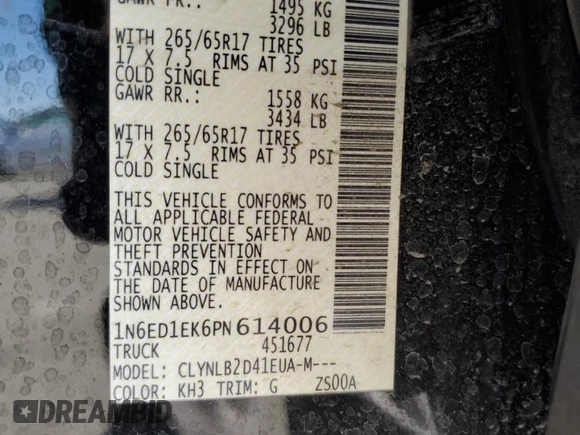 GAWR FR.: 1495 KG
3296 LB
WITH 265/65R17 TIRES
17 X 7.5 RIMS AT 35 PSI
COLD SINGLE
GAWR RR.: 1558 KG
3434 LB
WITH 265/65R17 TIRES
17 X 7.5 RIMS AT 35 PSI
COLD SINGLE
THIS VEHICLE CONFORMS TO
ALL APPLICABLE FEDERAL
MOTOR VEHICLE SAFETY AND
THEFT PREVENTION
STANDARDS IN EFFECT ON
THE DATE OF MANUFACTURE
SHOWN ABOVE.
1N6ED1EK6PN614006
TRUCK 451677
MODEL: CLYNLB2D41EUA-M---
COLOR: KH3 TRIM: G ZS00A
DREAMBID